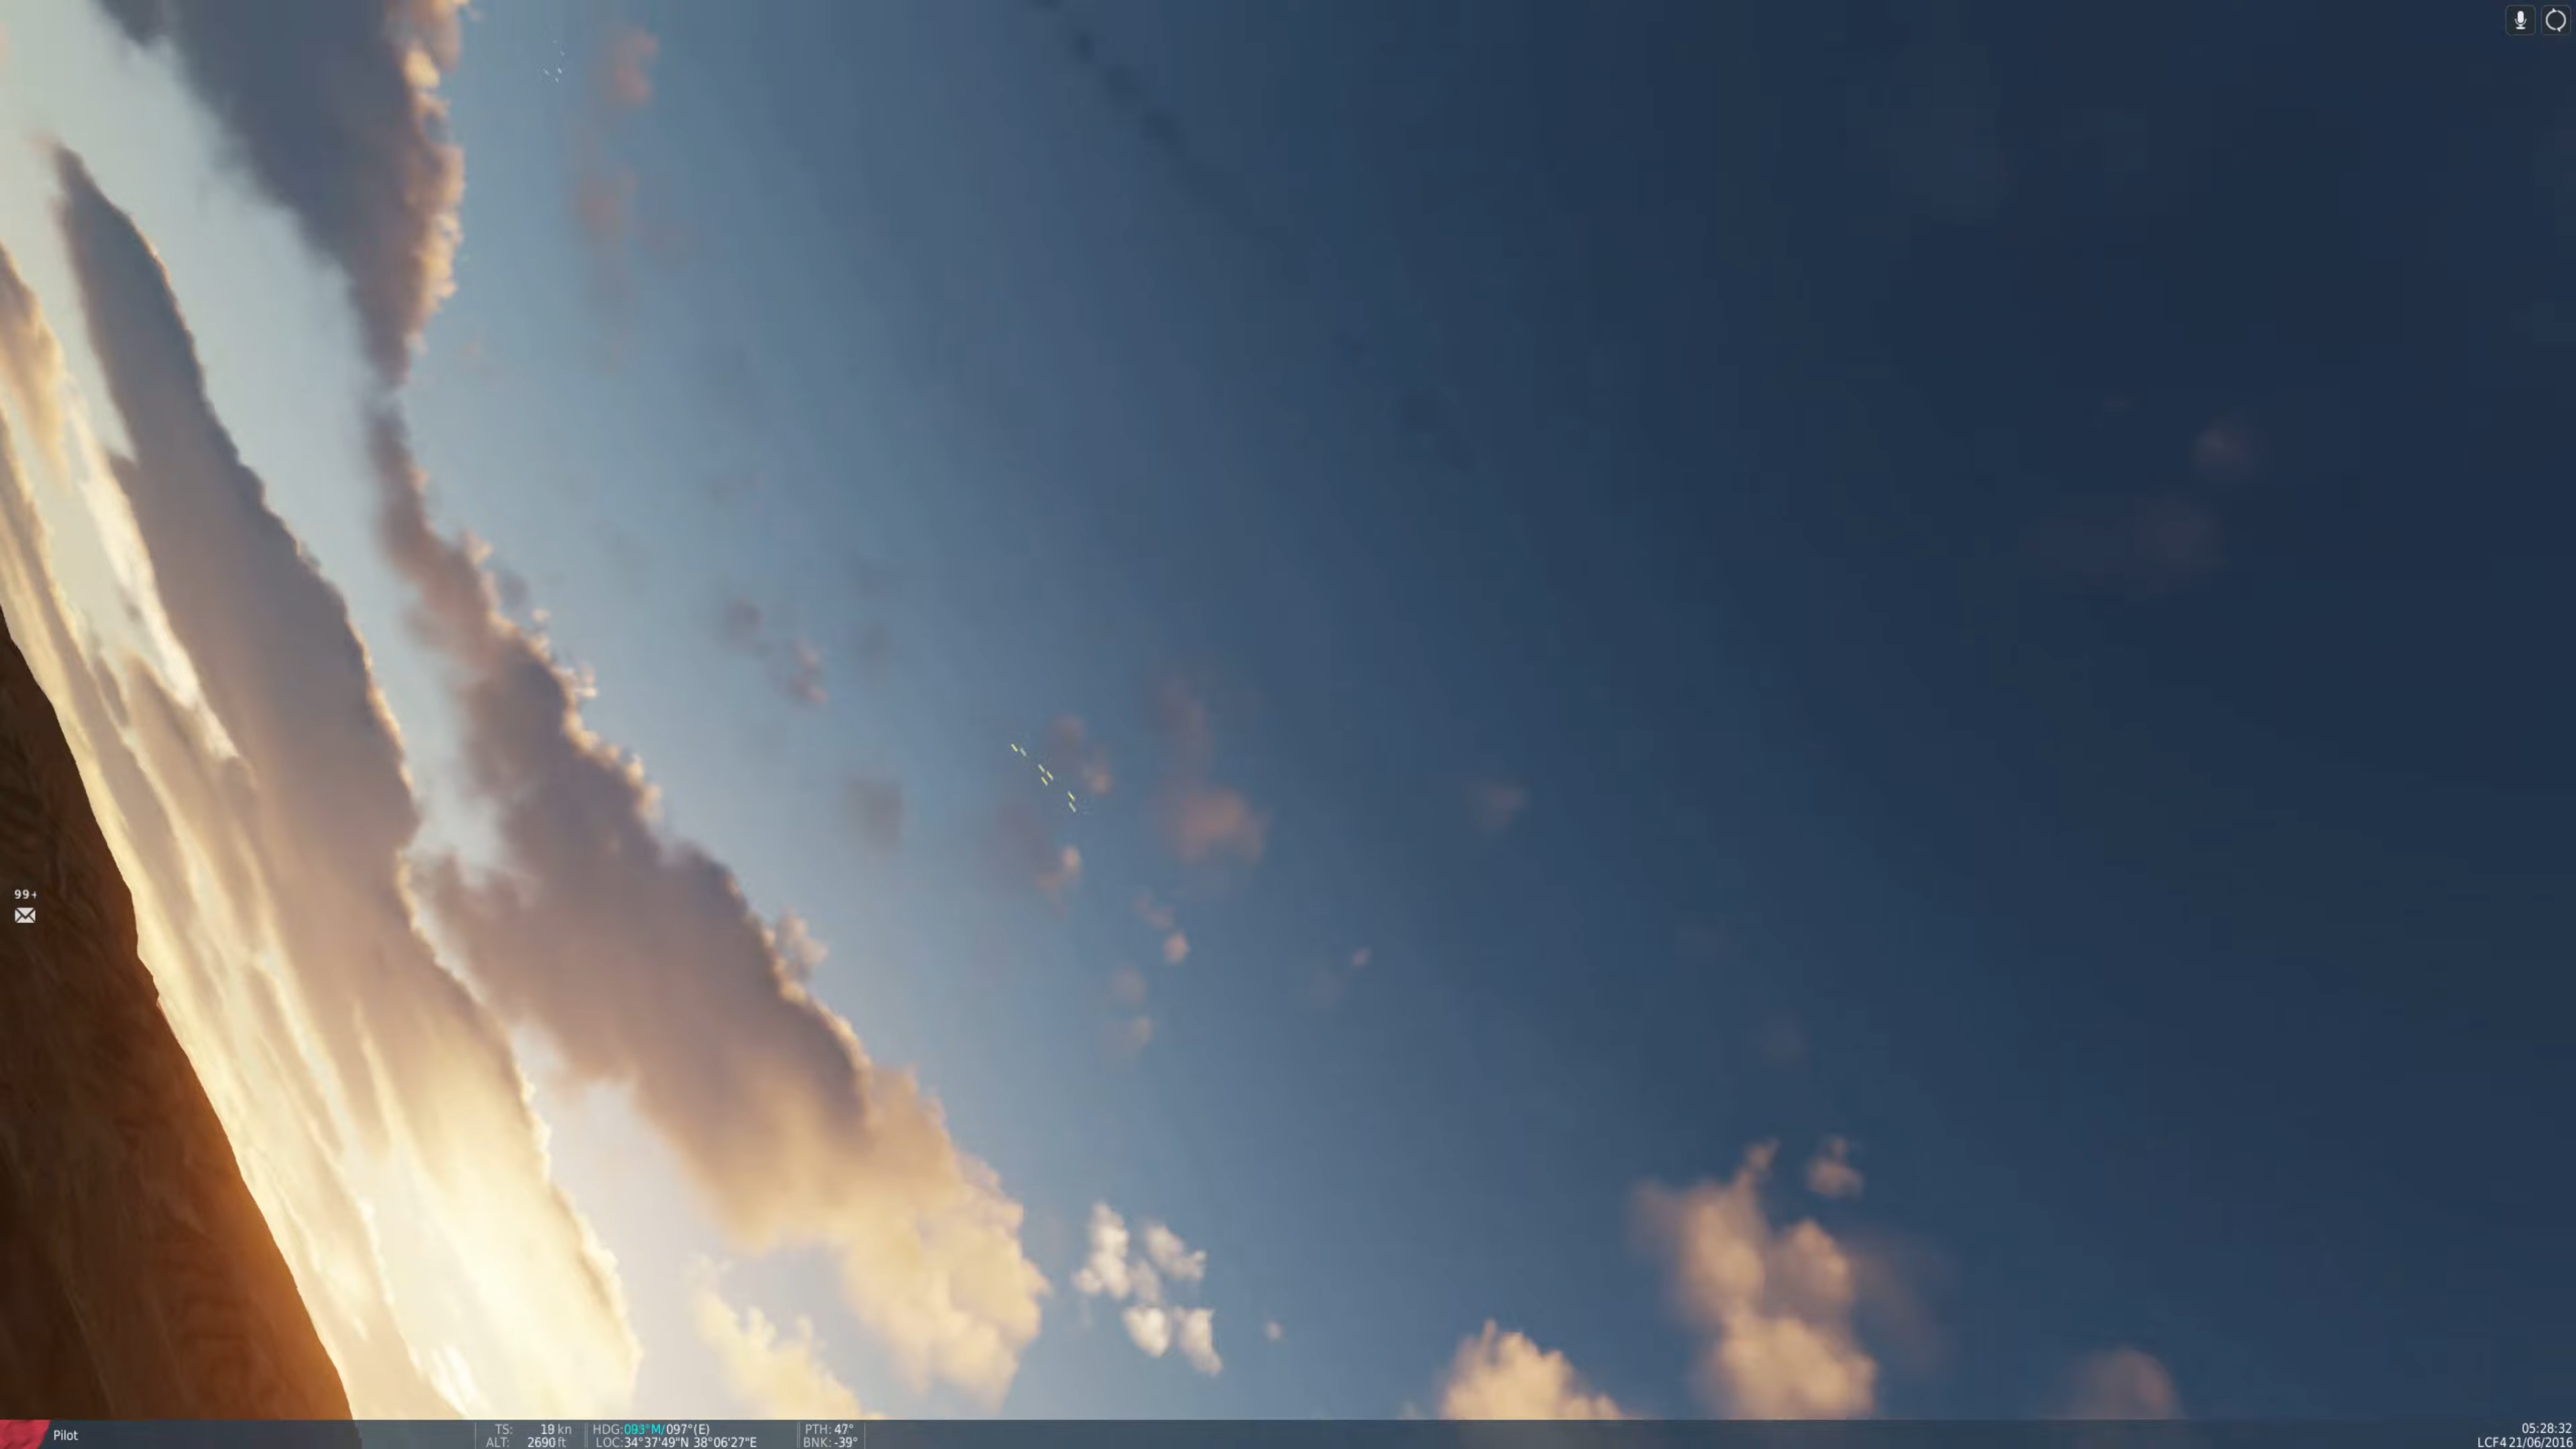 99+
Pilot
TS: 19 kn
ALT: 2690 ft
HDG:093°M/097°(E)
LOC:34°37'49"N 38°06'27"E
PTH: 47°
BNK: -39°
05:28:32
LCF4 21/06/2016